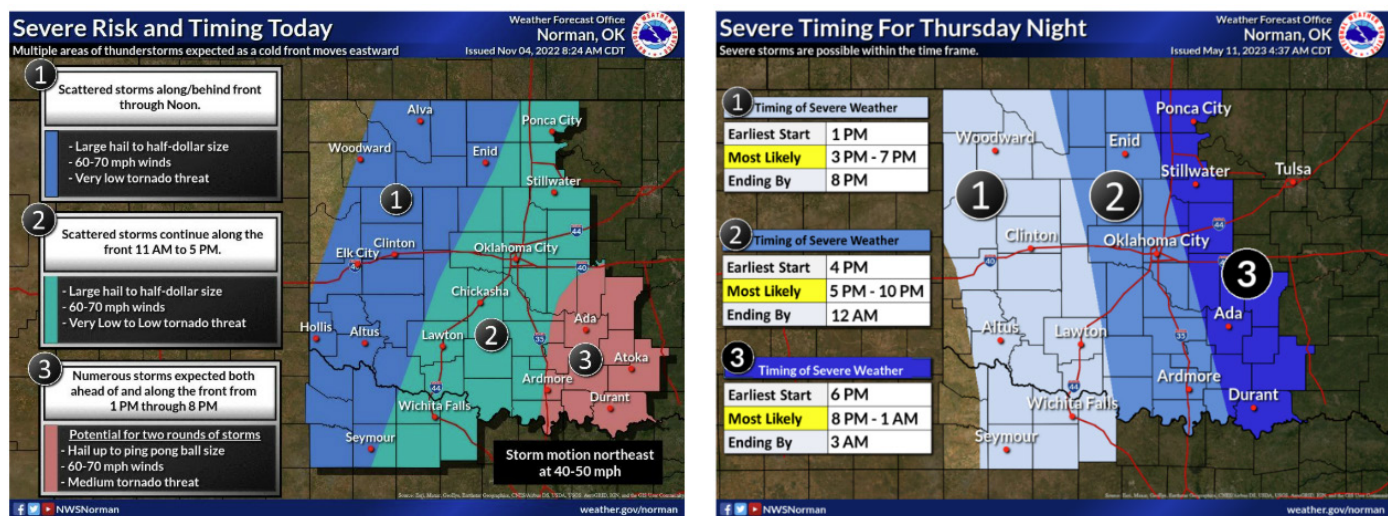 Severe Risk and Timing Today
Weather Forecast Office
Norman, OK
Multiple areas of thunderstorms expected as a cold front moves eastward
Issued Nov 04, 2022 8:24 AM CDT
1
Scattered storms along/behind front
through Noon.
- Large hail to half-dollar size
- 60-70 mph winds
- Very low tornado threat
2
Scattered storms continue along the
front 11 AM to 5 PM.
- Large hail to half-dollar size
- 60-70 mph winds
- Very Low to Low tornado threat
3
Numerous storms expected both
ahead of and along the front from
1 PM through 8 PM
Potential for two rounds of storms
- Hail up to ping pong ball size
- 60-70 mph winds
- Medium tornado threat
Alva
Ponca City
Woodward
Enid
Stillwater
1
44
Elk City
Clinton
Oklahoma City
40
Chickasha
Hollis
Altus
Lawton
2
35
Ada
3
Atoka
44
Ardmore
Durant
Wichita Falls
Seymour
Storm motion northeast
at 40-50 mph
NWSNorman
weather.gov/norman
Severe Timing For Thursday Night
Weather Forecast Office
Norman, OK
Severe storms are possible within the time frame.
Issued May 11, 2023 4:37 AM CDT
1
Timing of Severe Weather
Earliest Start 1 PM
Most Likely 3 PM - 7 PM
Ending By 8 PM
2
Timing of Severe Weather
Earliest Start 4 PM
Most Likely 5 PM - 10 PM
Ending By 12 AM
3
Timing of Severe Weather
Earliest Start 6 PM
Most Likely 8 PM - 1 AM
Ending By 3 AM
Ponca City
Woodward
Enid
Tulsa
1
2
Stillwater
44
Clinton
Oklahoma City
40
3
Altus
Lawton
35
Ada
44
Ardmore
Wichita Falls
Durant
Seymour
NWSNorman
weather.gov/norman